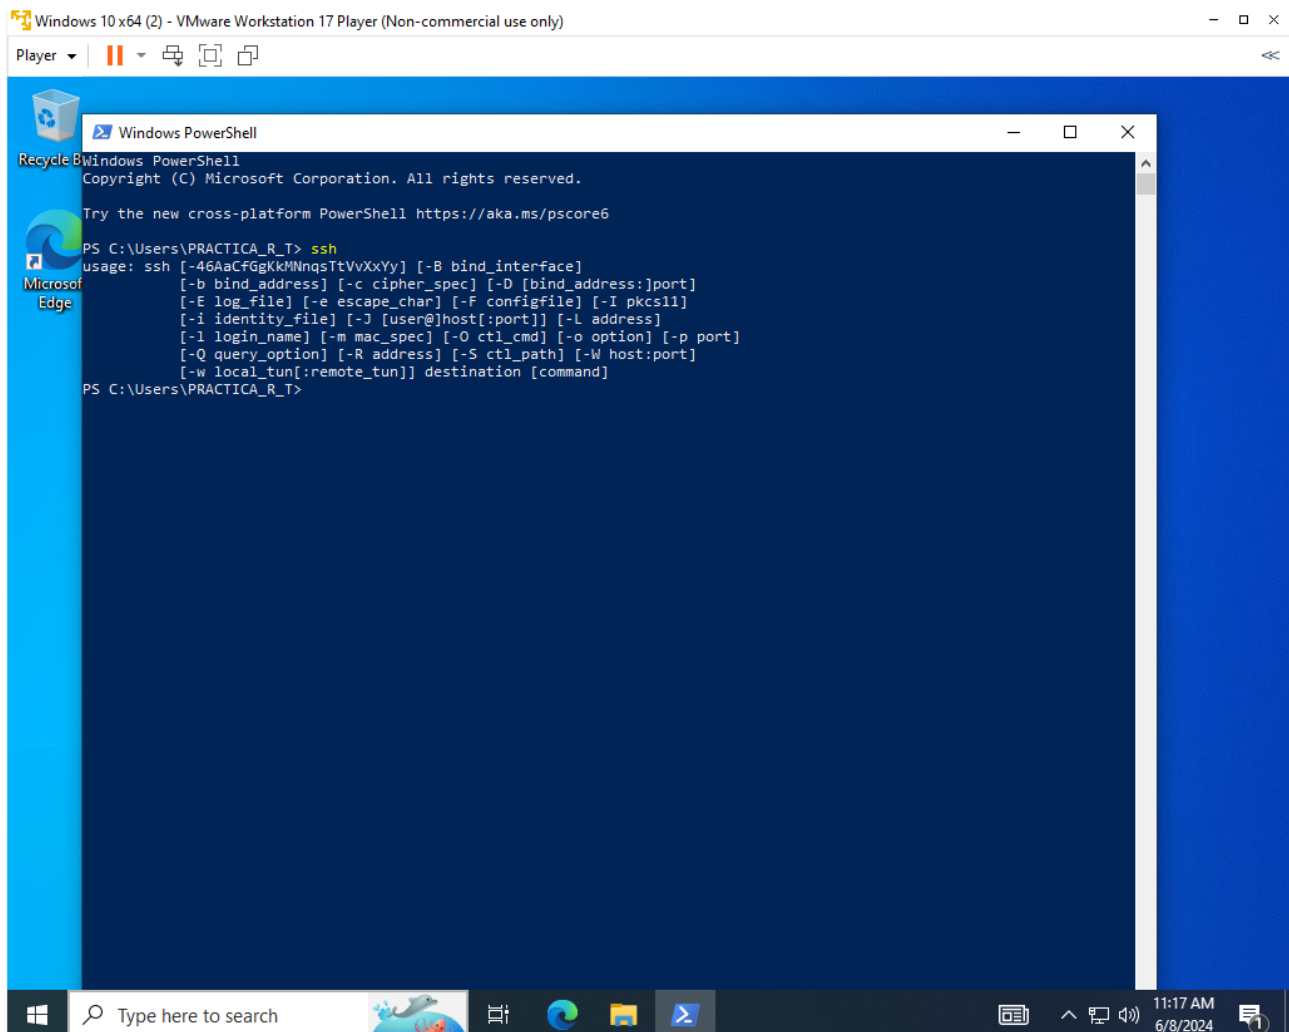 Windows 10 x64 (2) - VMware Workstation 17 Player (Non-commercial use only)
Player
Recycle B
Microsof
Edge
Windows PowerShell
Windows PowerShell
Copyright (C) Microsoft Corporation. All rights reserved.
Try the new cross-platform PowerShell https://aka.ms/pscore6
PS C:\Users\PRACTICA_R_T> ssh
usage: ssh [-46AaCfGgKkMNnqsTtVvXxYy] [-B bind_interface]
[-b bind_address] [-c cipher_spec] [-D [bind_address:]port]
[-E log_file] [-e escape_char] [-F configfile] [-I pkcs11]
[-i identity_file] [-J [user@]host[:port]] [-L address]
[-l login_name] [-m mac_spec] [-O ctl_cmd] [-o option] [-p port]
[-Q query_option] [-R address] [-S ctl_path] [-W host:port]
[-w local_tun[:remote_tun]] destination [command]
PS C:\Users\PRACTICA_R_T>
Type here to search
11:17 AM
6/8/2024
1